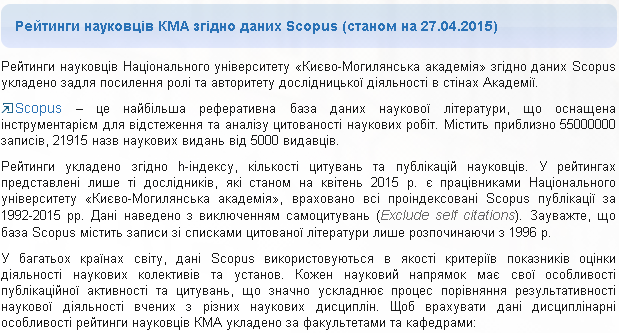 Рейтинги науковців КМА згідно даних Scopus (станом на 27.04.2015)
Рейтинги науковців Національного університету «Києво-Могилянська академія» згідно даних Scopus
укладено задля посилення ролі та авторитету дослідницької діяльності в стінах Академії.
Scopus – це найбільша реферативна база даних наукової літератури, що оснащена
інструментарієм для відстеження та аналізу цитованості наукових робіт. Містить приблизно 55000000
записів, 21915 назв наукових видань від 5000 видавців.
Рейтинги укладено згідно h-індексу, кількості цитувань та публікацій науковців. У рейтингах
представлені лише ті дослідників, які станом на квітень 2015 р. є працівниками Національного
університету «Києво-Могилянська академія», враховано всі проіндексовані Scopus публікації за
1992-2015 рр. Дані наведено з виключенням самоцитувань (Exclude self citations). Зауважте, що
база Scopus містить записи зі списками цитованої літератури лише розпочинаючи з 1996 р.
У багатьох країнах світу, дані Scopus використовуються в якості критеріїв показників оцінки
діяльності наукових колективів та установ. Кожен науковий напрямок має свої особливості
публікаційної активності та цитувань, що значно ускладнює процес порівняння результативності
наукової діяльності вчених з різних наукових дисциплін. Щоб врахувати дані дисциплінарні
особливості рейтинги науковців КМА укладено за факультетами та кафедрами: